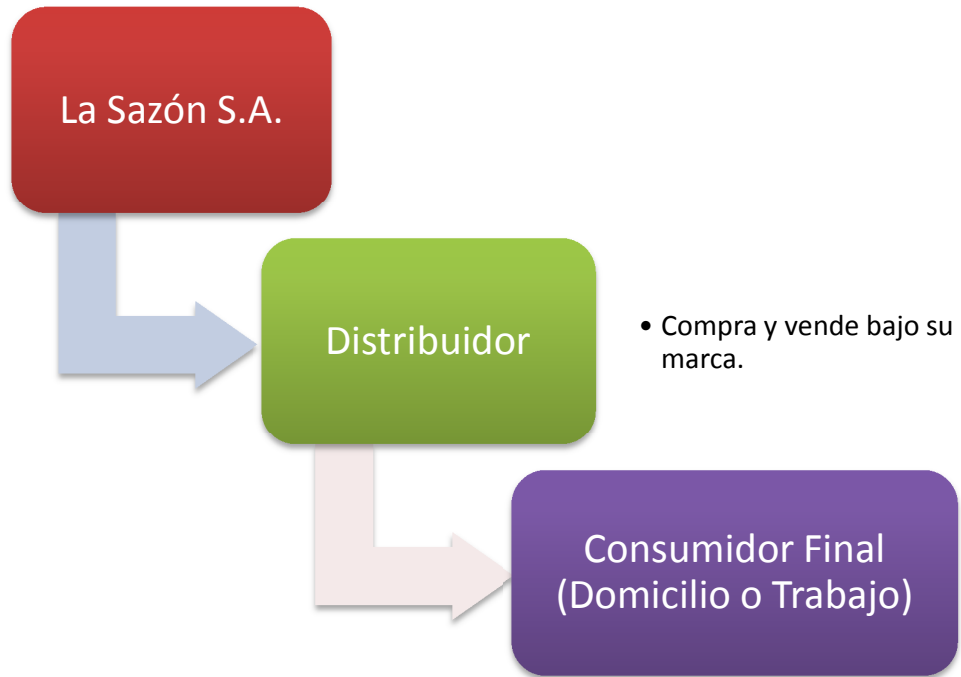 La Sazón S.A.
Distribuidor
• Compra y vende bajo su
marca.
Consumidor Final
(Domicilio o Trabajo)